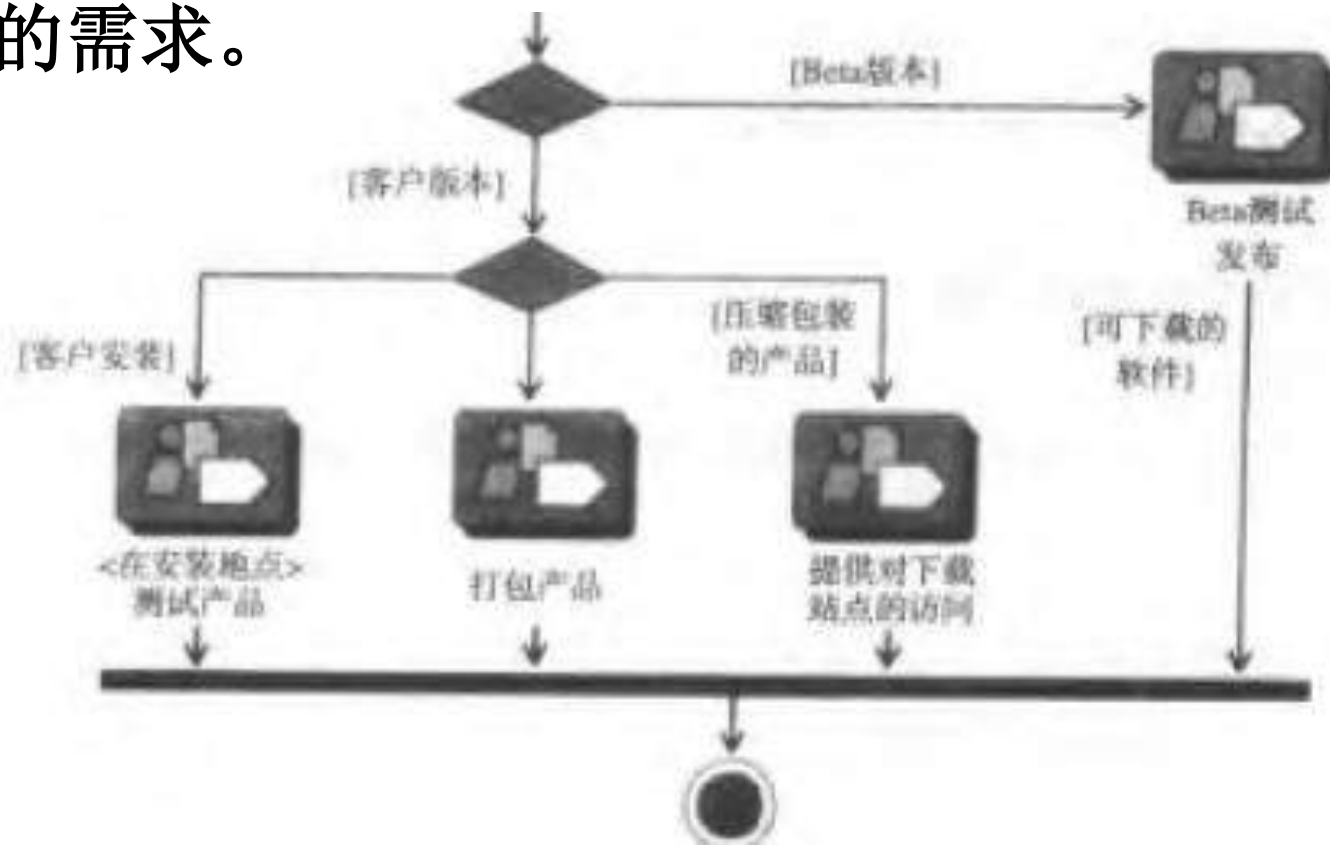 的需求。
[Beta版本]
[客户版本]
Beta测试
发布
[客户安装]
[压缩包装
的产品]
[可下载的
软件]
<在安装地点>
测试产品
打包产品
提供对下载
站点的访问